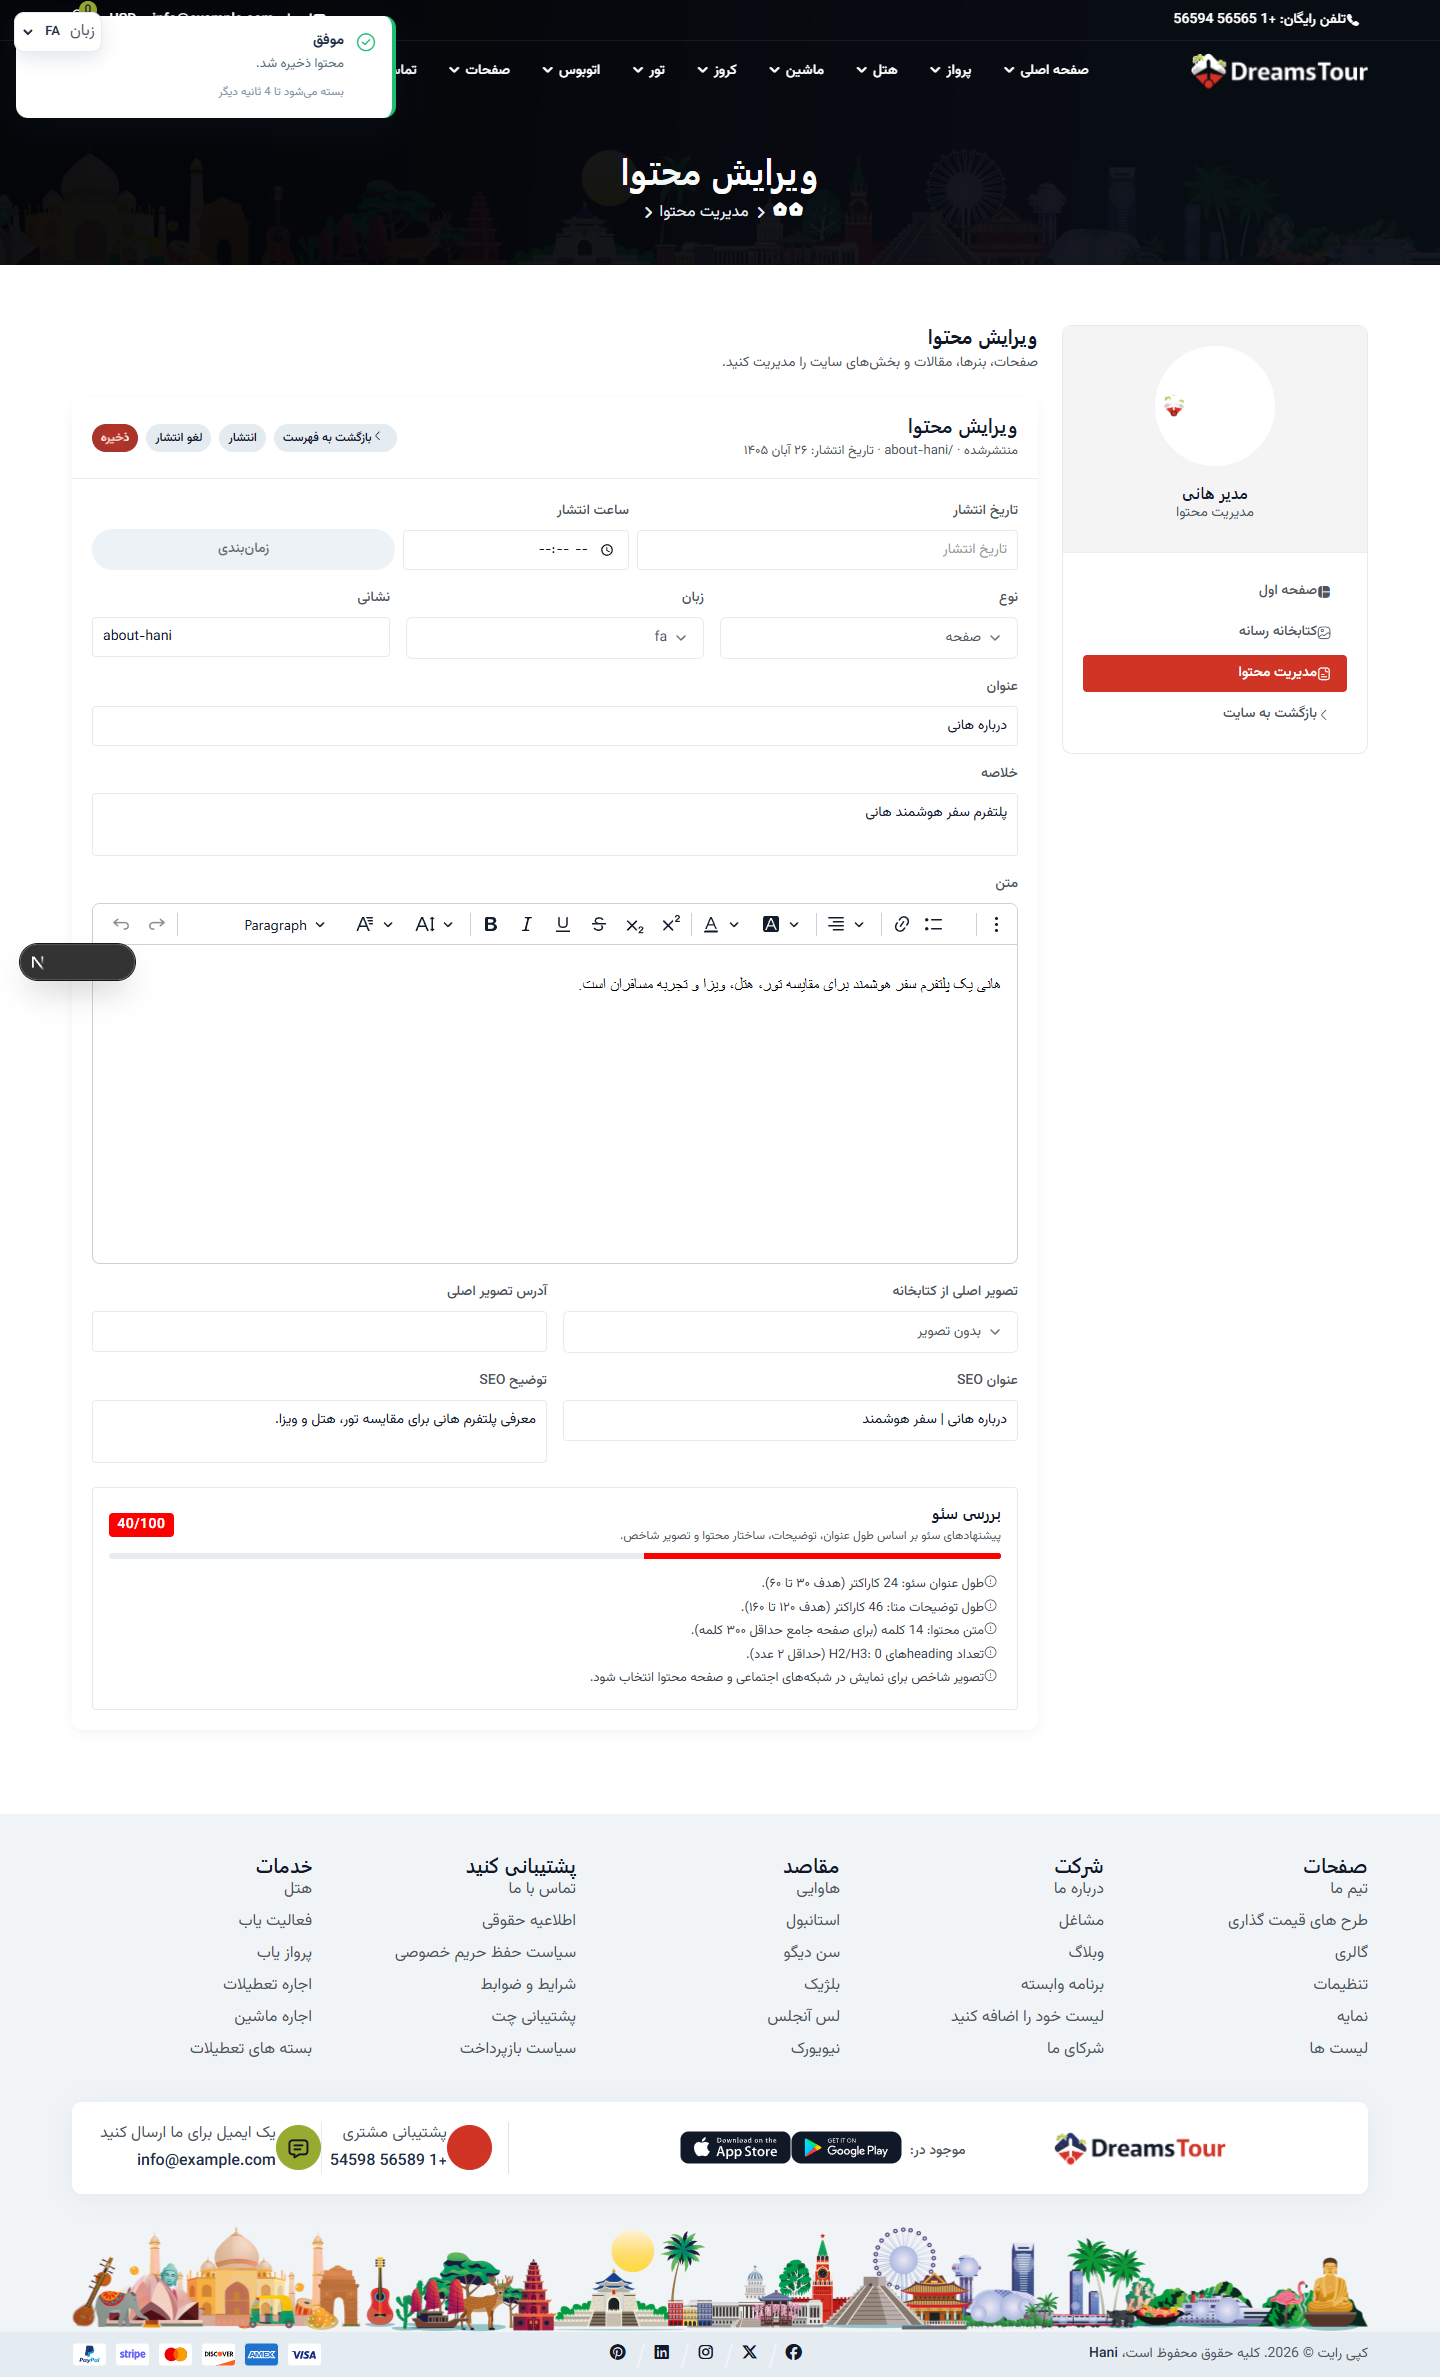 تلفن رایگان: +1 56565 56594
DreamsTour
صفحه اصلی
پرواز
هتل
ماشین
کروز
تور
اتوبوس
صفحات
زبان FA
0
موفق
محتوا ذخیره شد.
بسته می‌شود تا 4 ثانیه دیگر
ویرایش محتوا
مدیریت محتوا
مدیر هانی
مدیریت محتوا
صفحه اول
کتابخانه رسانه
مدیریت محتوا
بازگشت به سایت
ویرایش محتوا
صفحات، بنرها، مقالات و بخش‌های سایت را مدیریت کنید.
ویرایش محتوا
منتشرشده · /about-hani · تاریخ انتشار: ۲۶ آبان ۱۴۰۵
بازگشت به فهرست
انتشار
لغو انتشار
ذخیره
تاریخ انتشار
ساعت انتشار
تاریخ انتشار
--:-- --
زمان‌بندی
نوع
زبان
نشانی
صفحه
fa
about-hani
عنوان
درباره هانی
خلاصه
پلتفرم سفر هوشمند هانی
متن
Paragraph
هانی یک پلتفرم سفر هوشمند برای مقایسه تور، هتل، ویزا و تجربه مسافران است.
تصویر اصلی از کتابخانه
آدرس تصویر اصلی
بدون تصویر
عنوان SEO
توضیح SEO
درباره هانی | سفر هوشمند
معرفی پلتفرم هانی برای مقایسه تور، هتل و ویزا.
بررسی سئو
40/100
پیشنهادهای سئو بر اساس طول عنوان، توضیحات، ساختار محتوا و تصویر شاخص.
طول عنوان سئو: 24 کاراکتر (هدف ۳۰ تا ۶۰).
طول توضیحات متا: 46 کاراکتر (هدف ۱۲۰ تا ۱۶۰).
متن محتوا: 14 کلمه (برای صفحه جامع حداقل ۳۰۰ کلمه).
تعداد heading‌های H2/H3: 0 (حداقل ۲ عدد).
تصویر شاخص برای نمایش در شبکه‌های اجتماعی و صفحه محتوا انتخاب شود.
صفحات
تیم ما
طرح های قیمت گذاری
گالری
تنظیمات
نمایه
لیست ها
شرکت
درباره ما
مشاغل
وبلاگ
برنامه وابسته
لیست خود را اضافه کنید
شرکای ما
مقاصد
هاوایی
استانبول
سن دیگو
بلژیک
لس آنجلس
نیویورک
پشتیبانی کنید
تماس با ما
اطلاعیه حقوقی
سیاست حفظ حریم خصوصی
شرایط و ضوابط
پشتیبانی چت
سیاست بازپرداخت
خدمات
هتل
فعالیت یاب
پرواز یاب
اجاره تعطیلات
اجاره ماشین
بسته های تعطیلات
DreamsTour
موجود در:
GET IT ON Google Play
Download on the App Store
پشتیبانی مشتری
+1 56589 54598
یک ایمیل برای ما ارسال کنید
info@example.com
کپی رایت © 2026. کلیه حقوق محفوظ است، Hani
PayPal
stripe
DISCOVER
AMEX
VISA